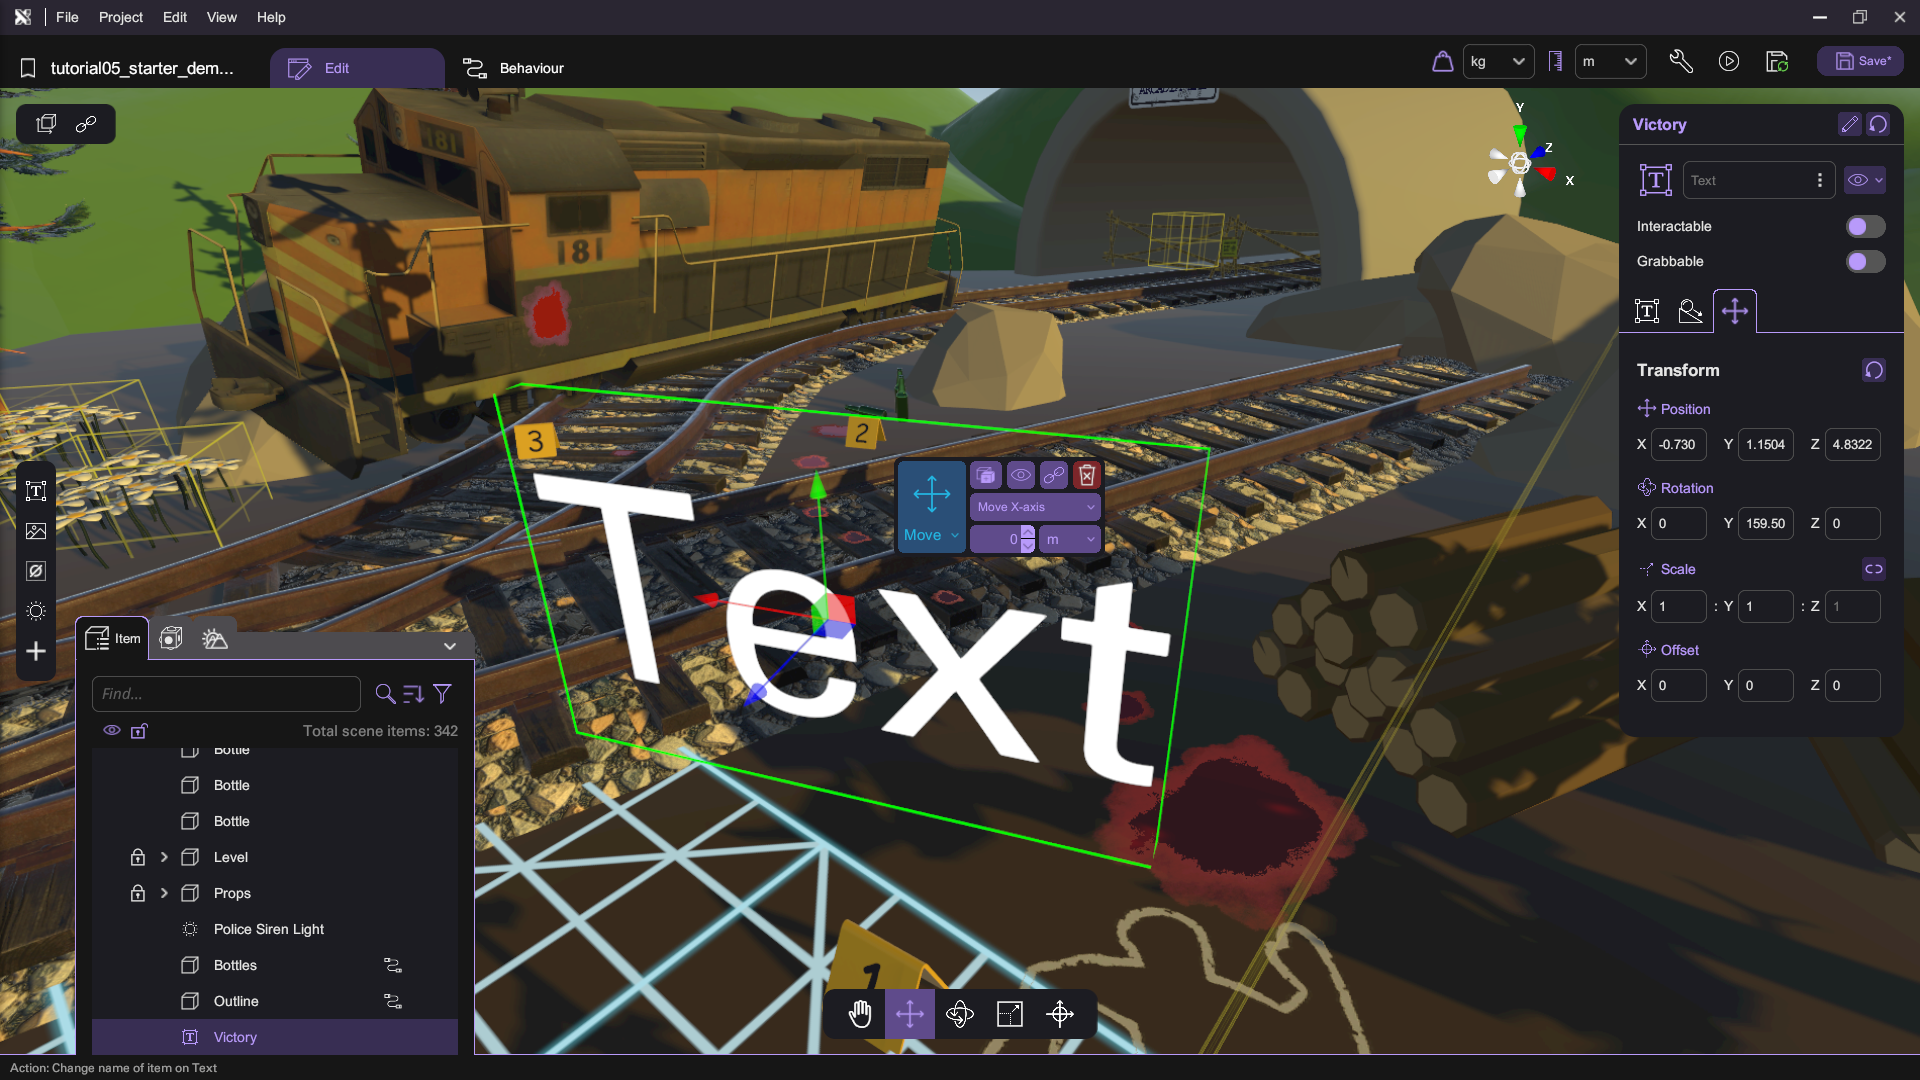 File Project Edit View Help
tutorial05_starter_dem...
Edit
Behaviour
kg
m
Save*
181
181
3
2
1
Text
Move
Move X-axis
0
m
Y
Z
X
Victory
Text
Interactable
Grabbable
Transform
Position
X -0.730 Y 1.1504 Z 4.8322
Rotation
X 0 Y 159.50 Z 0
Scale
X 1 : Y 1 : Z 1
Offset
X 0 Y 0 Z 0
Item
Find...
Total scene items: 342
Bottle
Bottle
Bottle
Level
Props
Police Siren Light
Bottles
Outline
Victory
Action: Change name of item on Text